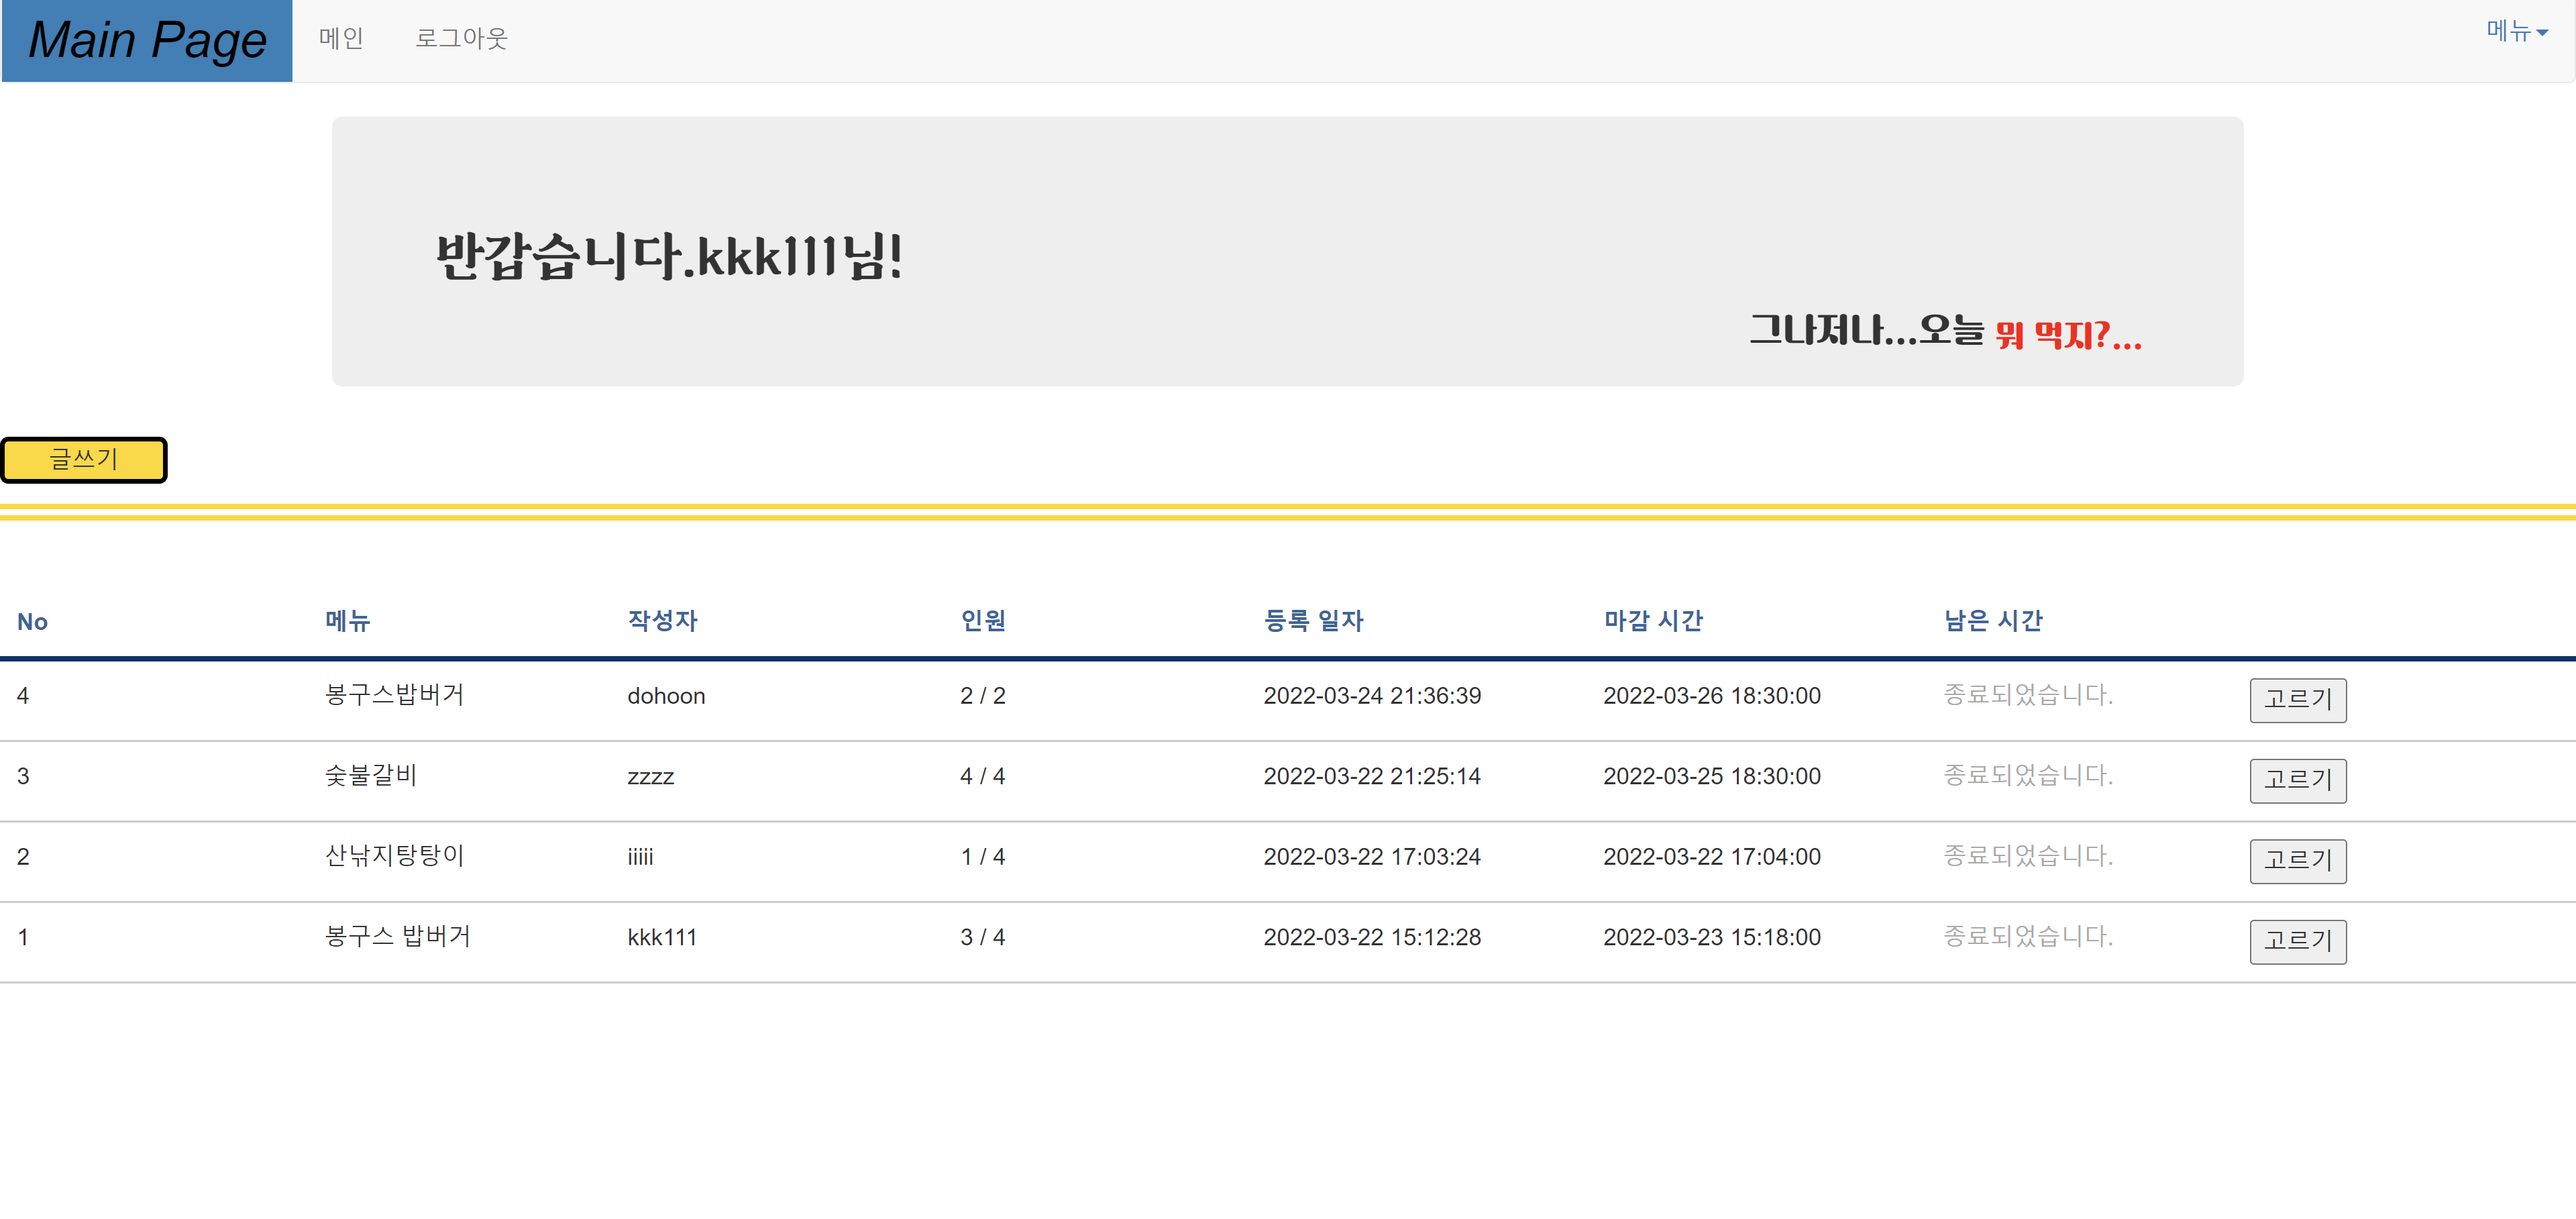 Main Page 메인 로그아웃 메뉴
반갑습니다.kkk111님!
그나저나...오늘 뭐 먹지?...
글쓰기
No 메뉴 작성자 인원 등록 일자 마감 시간 남은 시간
4 봉구스밥버거 dohoon 2 / 2 2022-03-24 21:36:39 2022-03-26 18:30:00 종료되었습니다. 고르기
3 숯불갈비 zzzz 4 / 4 2022-03-22 21:25:14 2022-03-25 18:30:00 종료되었습니다. 고르기
2 산낚지탕탕이 iiiii 1 / 4 2022-03-22 17:03:24 2022-03-22 17:04:00 종료되었습니다. 고르기
1 봉구스 밥버거 kkk111 3 / 4 2022-03-22 15:12:28 2022-03-23 15:18:00 종료되었습니다. 고르기